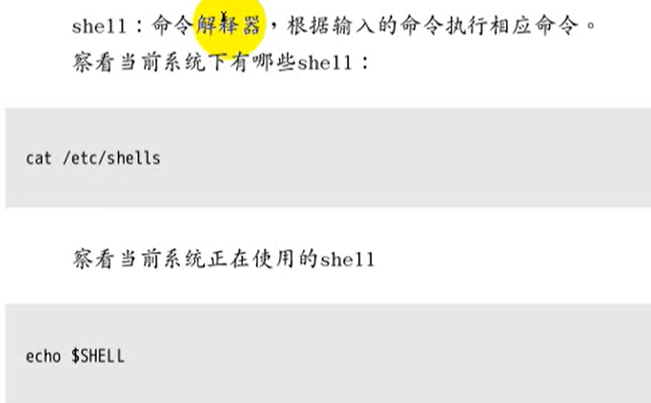 shell：命令解释器，根据输入的命令执行相应命令。
察看当前系统下有哪些shell：
cat /etc/shells
察看当前系统正在使用的shell
echo $SHELL